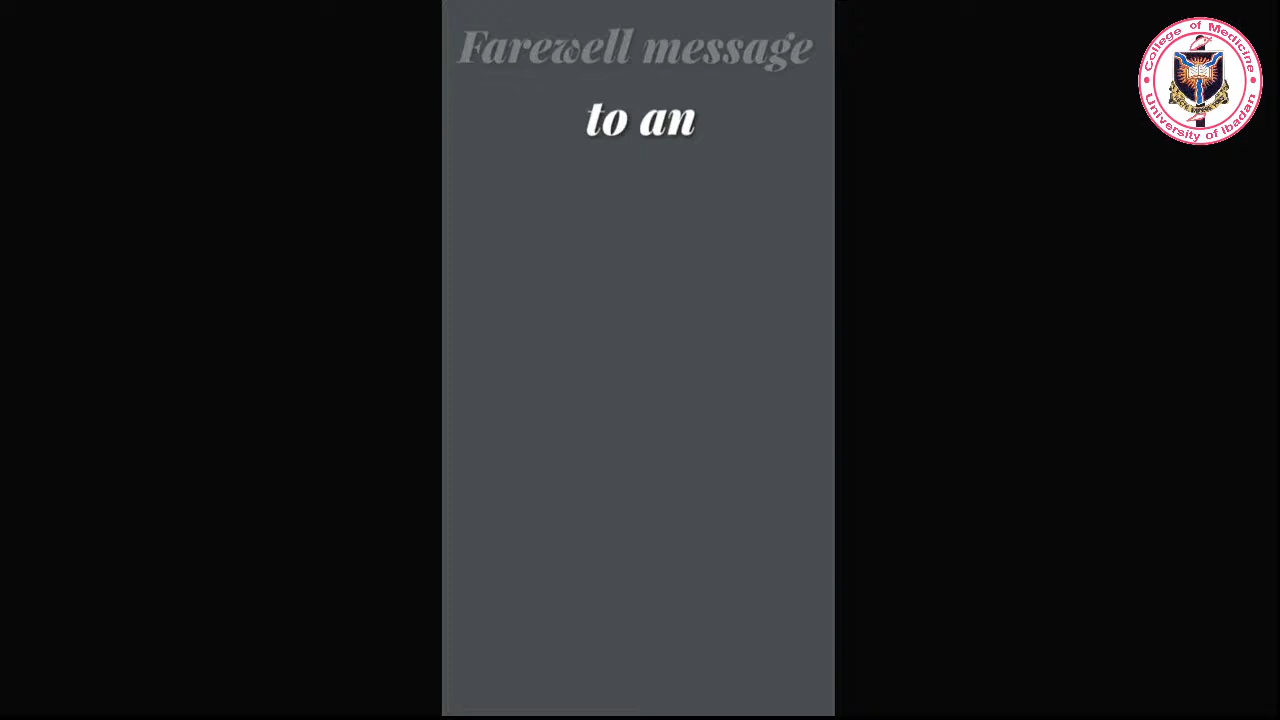 Farewell message
to an
College of Medicine
University of Ibadan